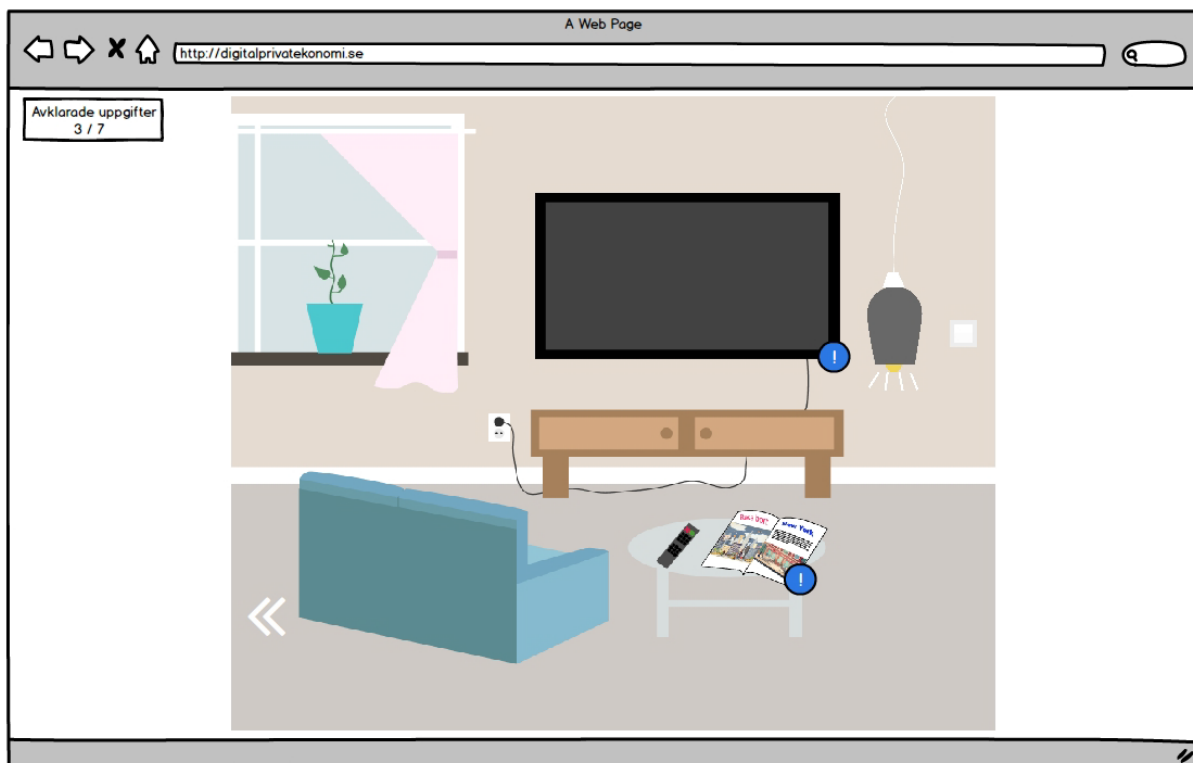 A Web Page
http://digitalprivatekonomi.se
Avklarade uppgifter
3 / 7
!
New York
!